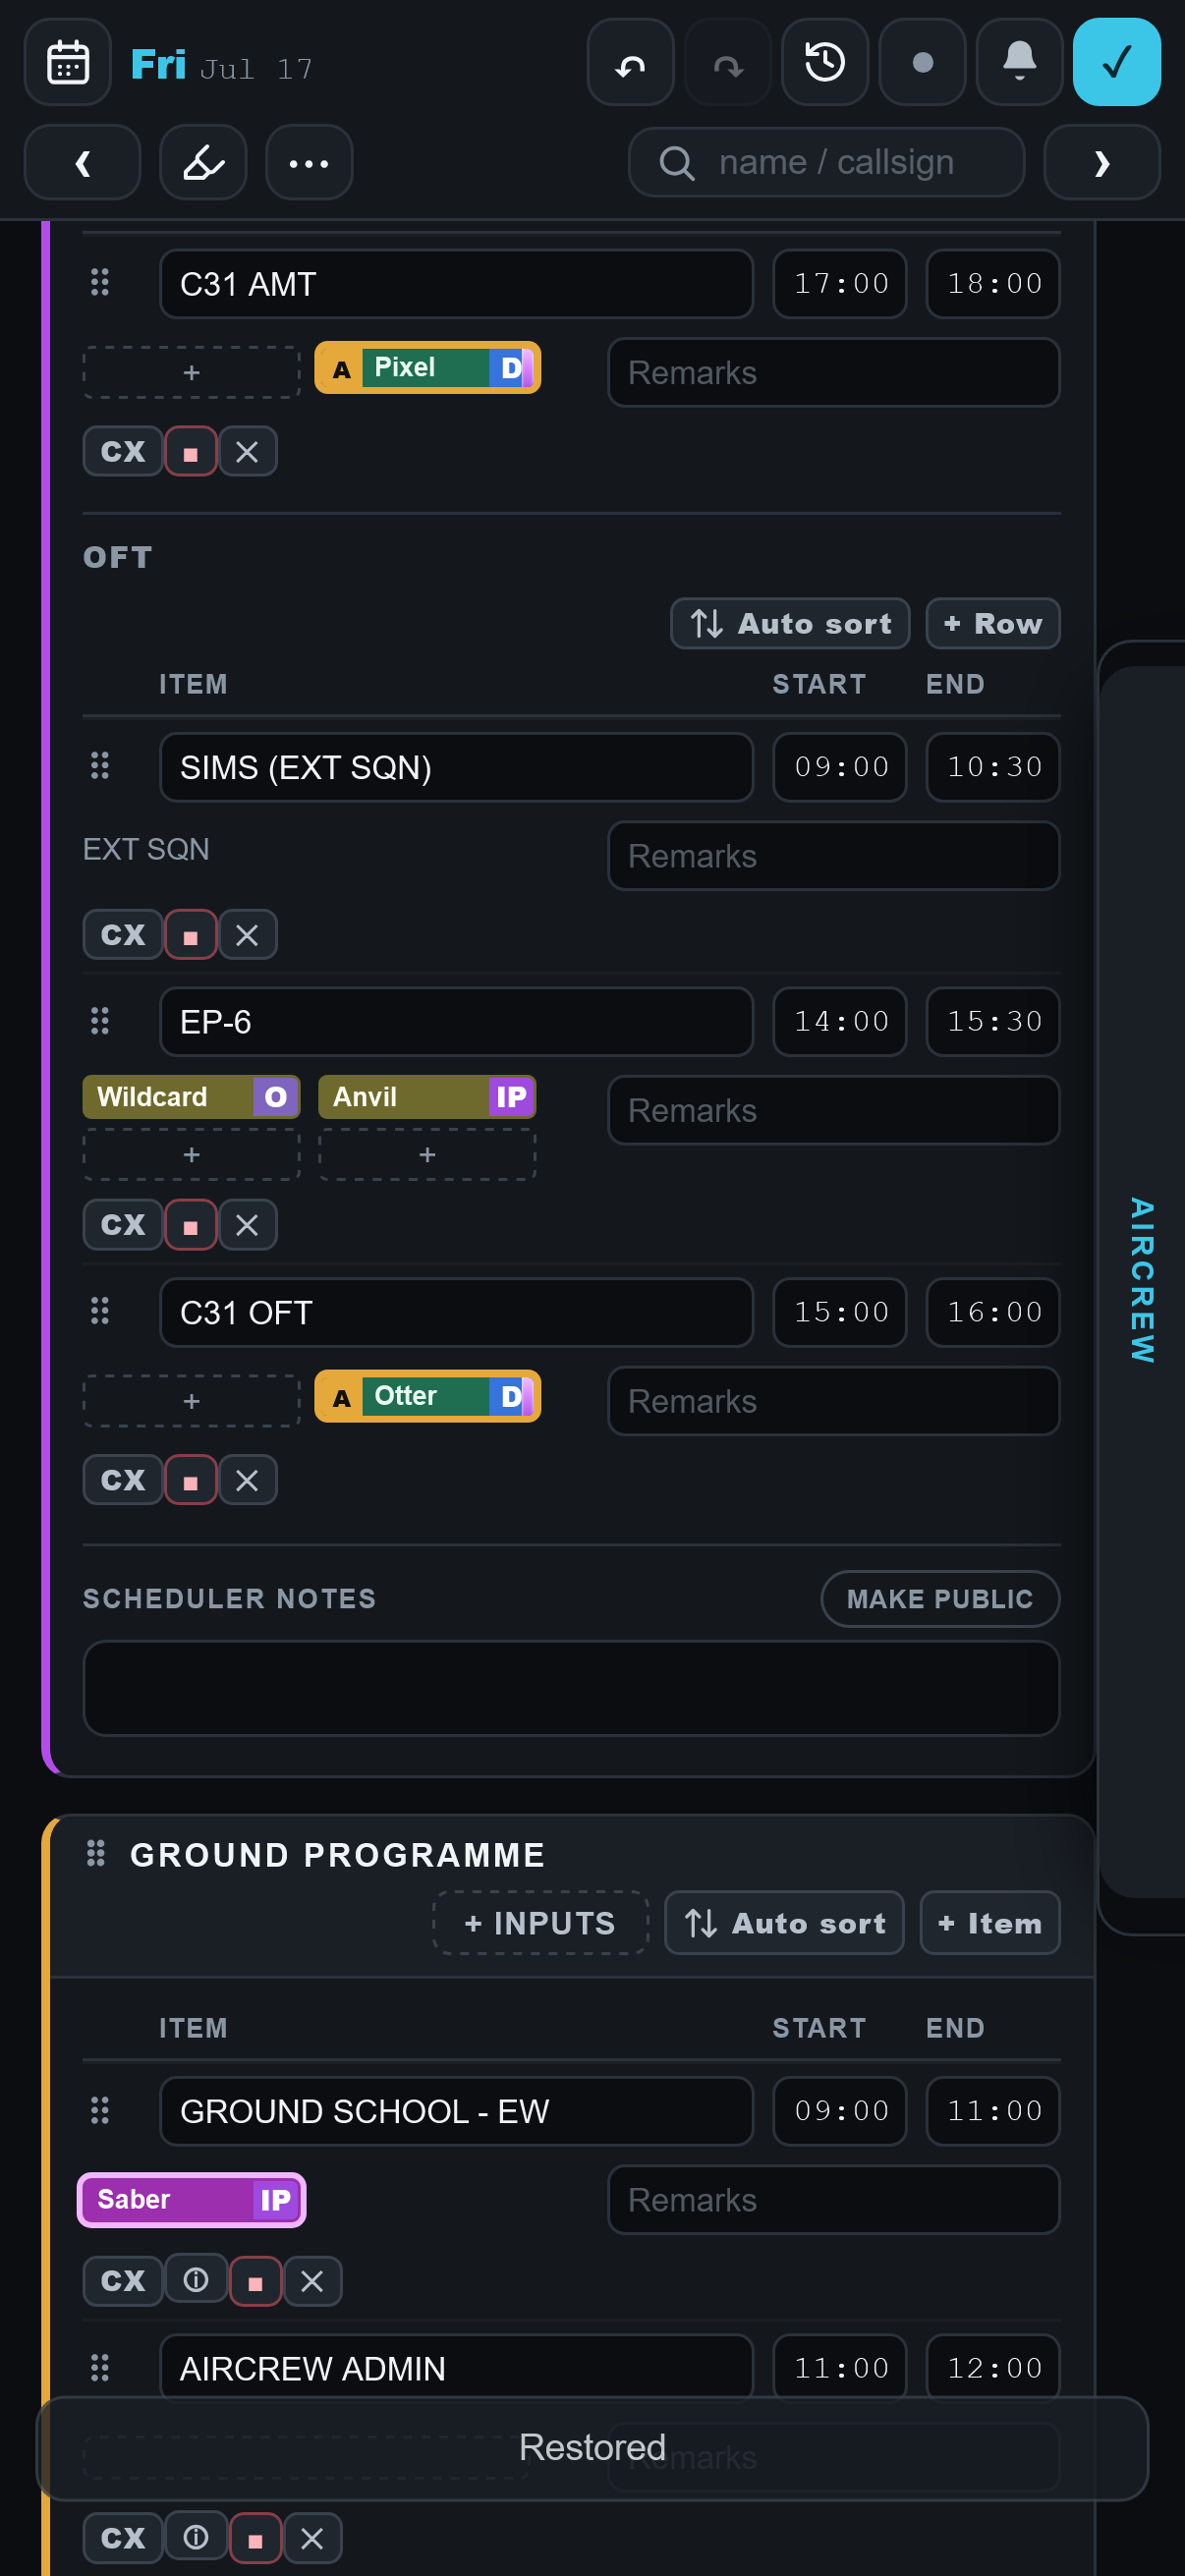 Fri Jul 17
name / callsign
C31 AMT 17:00 18:00
+ A Pixel D Remarks
CX
OFT
Auto sort + Row
ITEM START END
SIMS (EXT SQN) 09:00 10:30
EXT SQN Remarks
CX
EP-6 14:00 15:30
Wildcard O Anvil IP Remarks
+ +
CX
C31 OFT 15:00 16:00
+ A Otter D Remarks
CX
AIRCREW
SCHEDULER NOTES MAKE PUBLIC
GROUND PROGRAMME
+ INPUTS Auto sort + Item
ITEM START END
GROUND SCHOOL - EW 09:00 11:00
Saber IP Remarks
CX
AIRCREW ADMIN 11:00 12:00
Restored
Remarks
CX